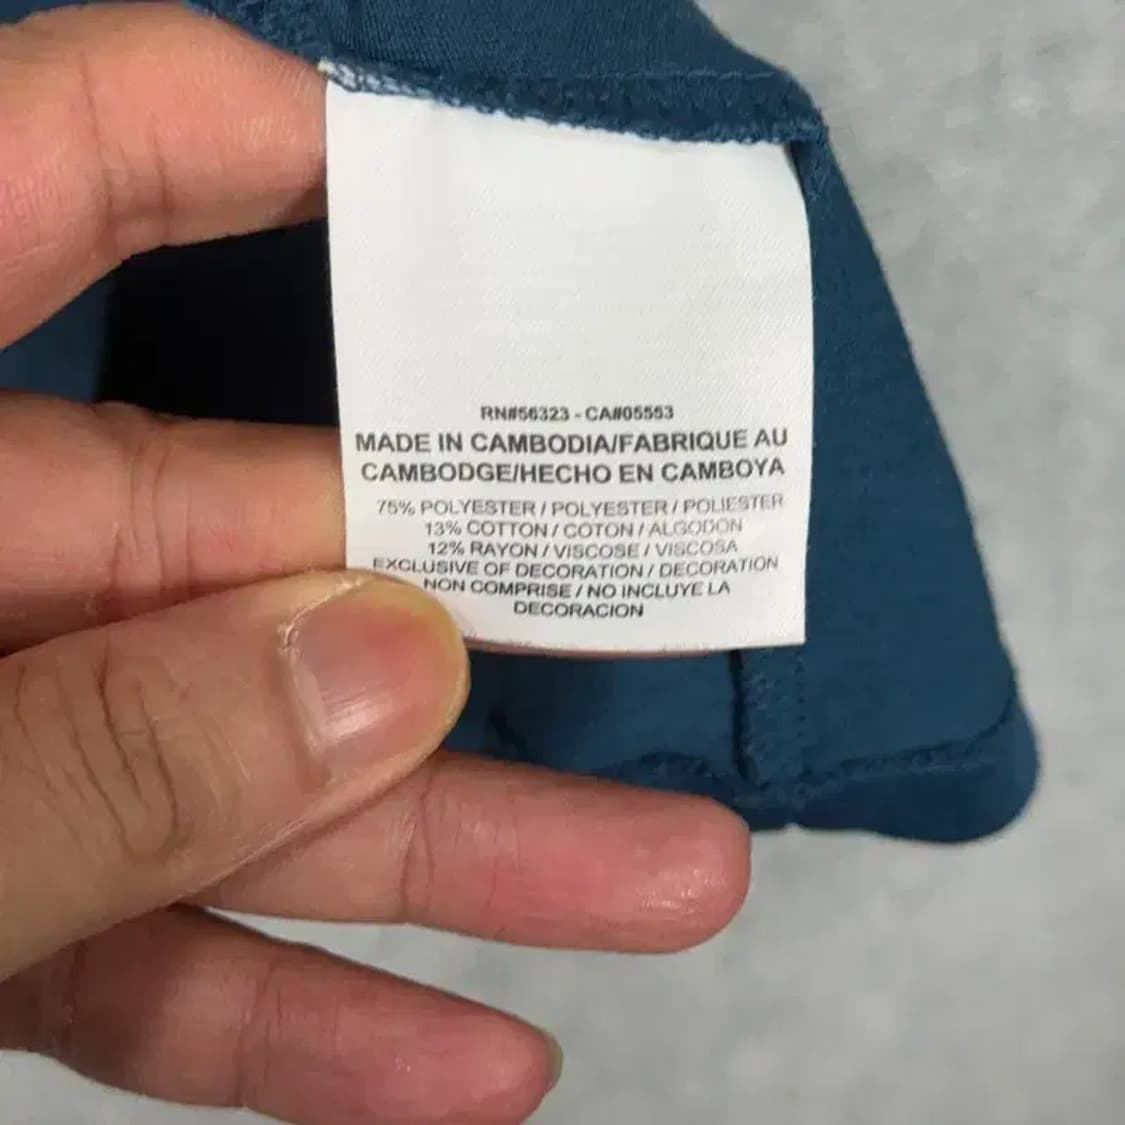 RN#56323 - CA#05553
MADE IN CAMBODIA/FABRIQUE AU
CAMBODGE/HECHO EN CAMBOYA
75% POLYESTER / POLYESTER / POLIESTER
13% COTTON / COTON / ALGODON
12% RAYON / VISCOSE / VISCOSA
EXCLUSIVE OF DECORATION / DECORATION
NON COMPRISE / NO INCLUYE LA
DECORACION